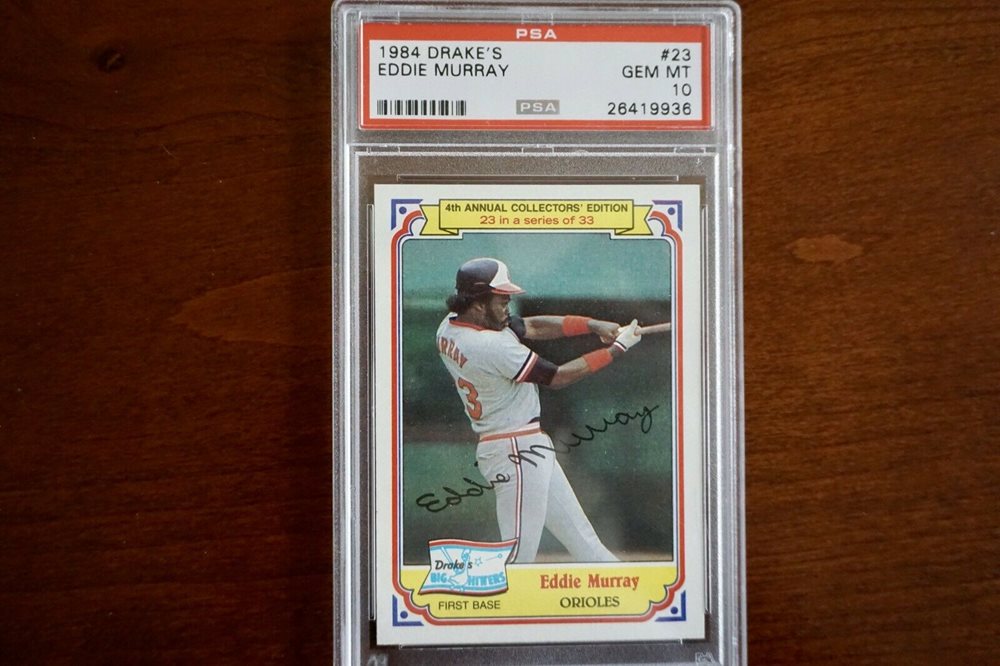 PSA
1984 DRAKE'S #23
EDDIE MURRAY GEM MT
10
PSA 26419936
4th ANNUAL COLLECTORS' EDITION
23 in a series of 33
3
Eddie Murray
Drake's
BIG HITTERS
Eddie Murray
FIRST BASE ORIOLES